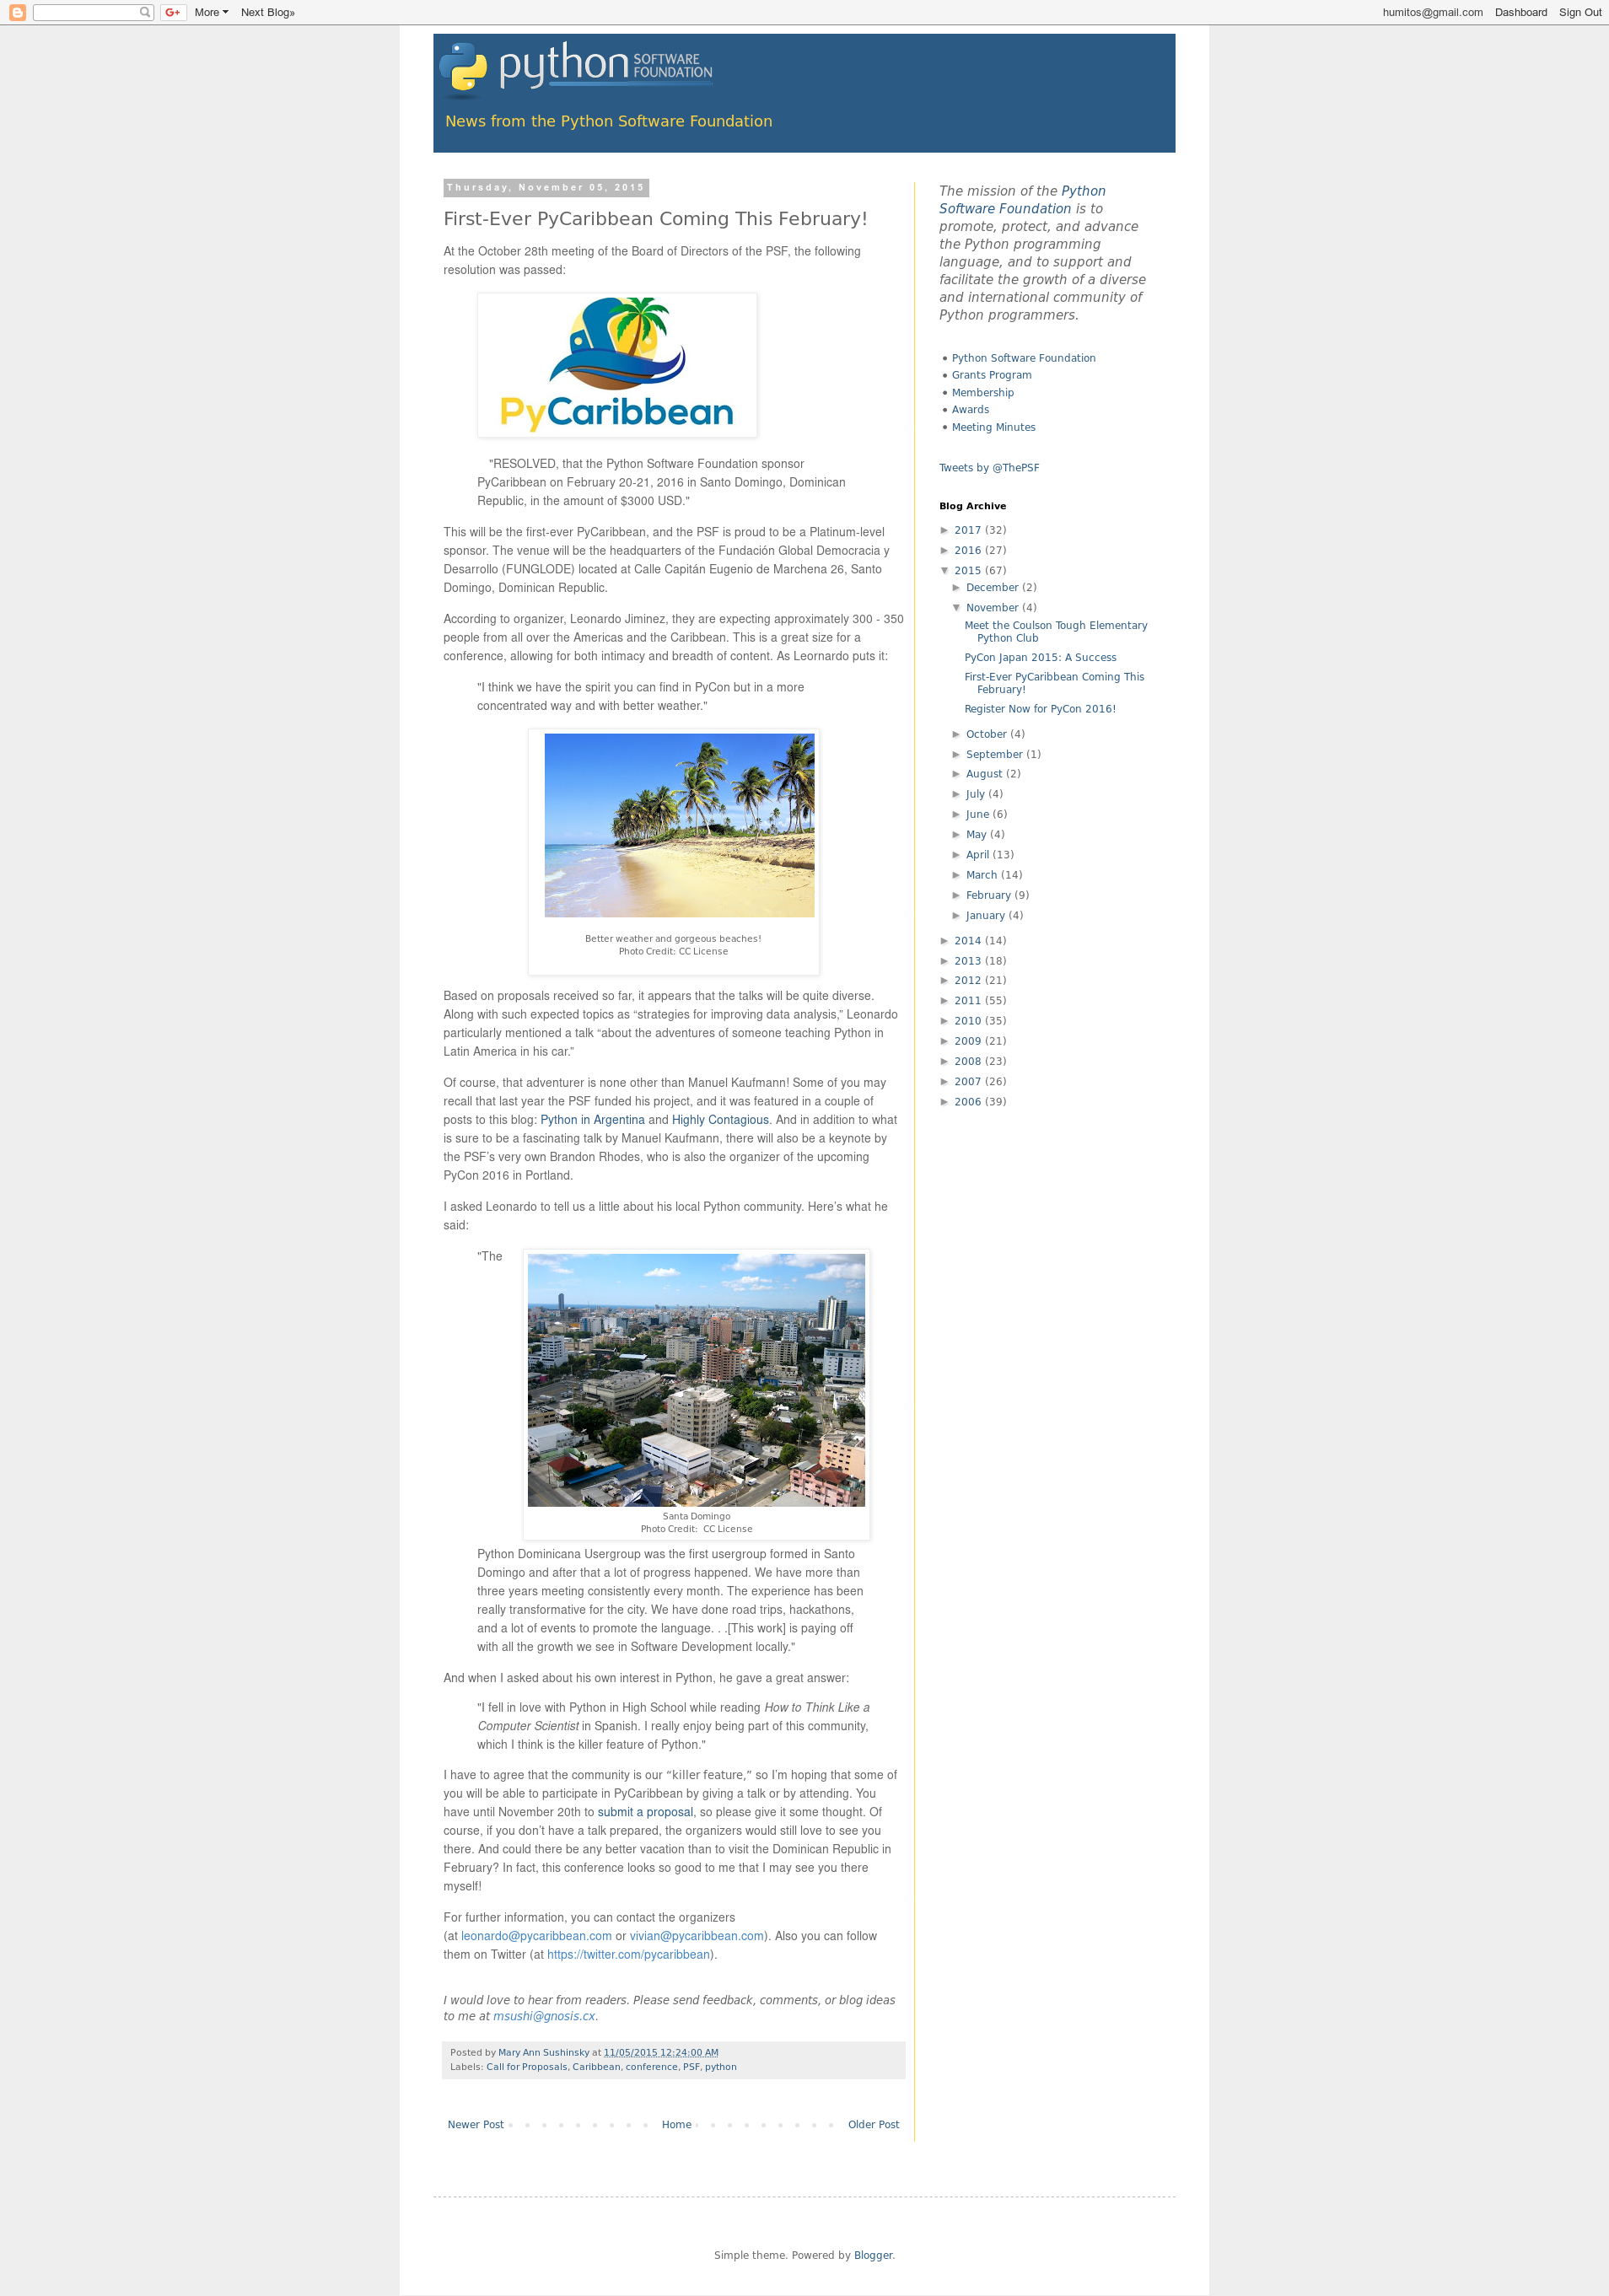 More Next Blog» humitos@gmail.com Dashboard Sign Out
python SOFTWARE FOUNDATION
News from the Python Software Foundation
Thursday, November 05, 2015
First-Ever PyCaribbean Coming This February!
At the October 28th meeting of the Board of Directors of the PSF, the following
resolution was passed:
PyCaribbean
"RESOLVED, that the Python Software Foundation sponsor
PyCaribbean on February 20-21, 2016 in Santo Domingo, Dominican
Republic, in the amount of $3000 USD."
This will be the first-ever PyCaribbean, and the PSF is proud to be a Platinum-level
sponsor. The venue will be the headquarters of the Fundación Global Democracia y
Desarrollo (FUNGLODE) located at Calle Capitán Eugenio de Marchena 26, Santo
Domingo, Dominican Republic.
According to organizer, Leonardo Jiminez, they are expecting approximately 300 - 350
people from all over the Americas and the Caribbean. This is a great size for a
conference, allowing for both intimacy and breadth of content. As Leornardo puts it:
"I think we have the spirit you can find in PyCon but in a more
concentrated way and with better weather."
Better weather and gorgeous beaches!
Photo Credit: CC License
Based on proposals received so far, it appears that the talks will be quite diverse.
Along with such expected topics as “strategies for improving data analysis,” Leonardo
particularly mentioned a talk “about the adventures of someone teaching Python in
Latin America in his car.”
Of course, that adventurer is none other than Manuel Kaufmann! Some of you may
recall that last year the PSF funded his project, and it was featured in a couple of
posts to this blog: Python in Argentina and Highly Contagious. And in addition to what
is sure to be a fascinating talk by Manuel Kaufmann, there will also be a keynote by
the PSF’s very own Brandon Rhodes, who is also the organizer of the upcoming
PyCon 2016 in Portland.
I asked Leonardo to tell us a little about his local Python community. Here’s what he
said:
"The
Santa Domingo
Photo Credit: CC License
Python Dominicana Usergroup was the first usergroup formed in Santo
Domingo and after that a lot of progress happened. We have more than
three years meeting consistently every month. The experience has been
really transformative for the city. We have done road trips, hackathons,
and a lot of events to promote the language. . .[This work] is paying off
with all the growth we see in Software Development locally."
And when I asked about his own interest in Python, he gave a great answer:
"I fell in love with Python in High School while reading How to Think Like a
Computer Scientist in Spanish. I really enjoy being part of this community,
which I think is the killer feature of Python."
I have to agree that the community is our “killer feature,” so I’m hoping that some of
you will be able to participate in PyCaribbean by giving a talk or by attending. You
have until November 20th to submit a proposal, so please give it some thought. Of
course, if you don’t have a talk prepared, the organizers would still love to see you
there. And could there be any better vacation than to visit the Dominican Republic in
February? In fact, this conference looks so good to me that I may see you there
myself!
For further information, you can contact the organizers
(at leonardo@pycaribbean.com or vivian@pycaribbean.com). Also you can follow
them on Twitter (at https://twitter.com/pycaribbean).
I would love to hear from readers. Please send feedback, comments, or blog ideas
to me at msushi@gnosis.cx.
Posted by Mary Ann Sushinsky at 11/05/2015 12:24:00 AM
Labels: Call for Proposals, Caribbean, conference, PSF, python
Newer Post Home Older Post
The mission of the Python
Software Foundation is to
promote, protect, and advance
the Python programming
language, and to support and
facilitate the growth of a diverse
and international community of
Python programmers.
• Python Software Foundation
• Grants Program
• Membership
• Awards
• Meeting Minutes
Tweets by @ThePSF
Blog Archive
► 2017 (32)
► 2016 (27)
▼ 2015 (67)
► December (2)
▼ November (4)
Meet the Coulson Tough Elementary
Python Club
PyCon Japan 2015: A Success
First-Ever PyCaribbean Coming This
February!
Register Now for PyCon 2016!
► October (4)
► September (1)
► August (2)
► July (4)
► June (6)
► May (4)
► April (13)
► March (14)
► February (9)
► January (4)
► 2014 (14)
► 2013 (18)
► 2012 (21)
► 2011 (55)
► 2010 (35)
► 2009 (21)
► 2008 (23)
► 2007 (26)
► 2006 (39)
Simple theme. Powered by Blogger.